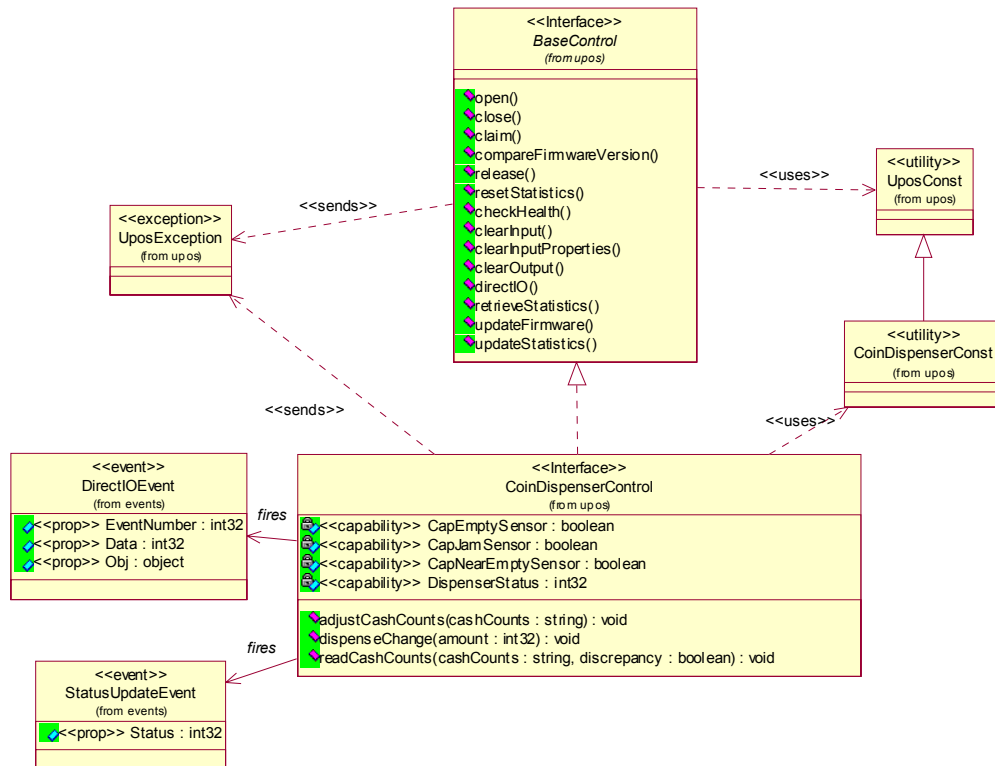 <<Interface>>
BaseControl
(from upos)
open()
close()
claim()
compareFirmwareVersion()
release()
resetStatistics()
checkHealth()
clearInput()
clearInputProperties()
clearOutput()
directIO()
retrieveStatistics()
updateFirmware()
updateStatistics()
<<utility>>
UposConst
(from upos)
<<uses>>
<<sends>>
<<exception>>
UposException
(from upos)
<<utility>>
CoinDispenserConst
(from upos)
<<sends>>
<<uses>>
<<event>>
DirectIOEvent
(from events)
<<prop>> EventNumber : int32
<<prop>> Data : int32
<<prop>> Obj : object
fires
<<Interface>>
CoinDispenserControl
(from upos)
<<capability>> CapEmptySensor : boolean
<<capability>> CapJamSensor : boolean
<<capability>> CapNearEmptySensor : boolean
<<capability>> DispenserStatus : int32
adjustCashCounts(cashCounts : string) : void
dispenseChange(amount : int32) : void
readCashCounts(cashCounts : string, discrepancy : boolean) : void
fires
<<event>>
StatusUpdateEvent
(from events)
<<prop>> Status : int32